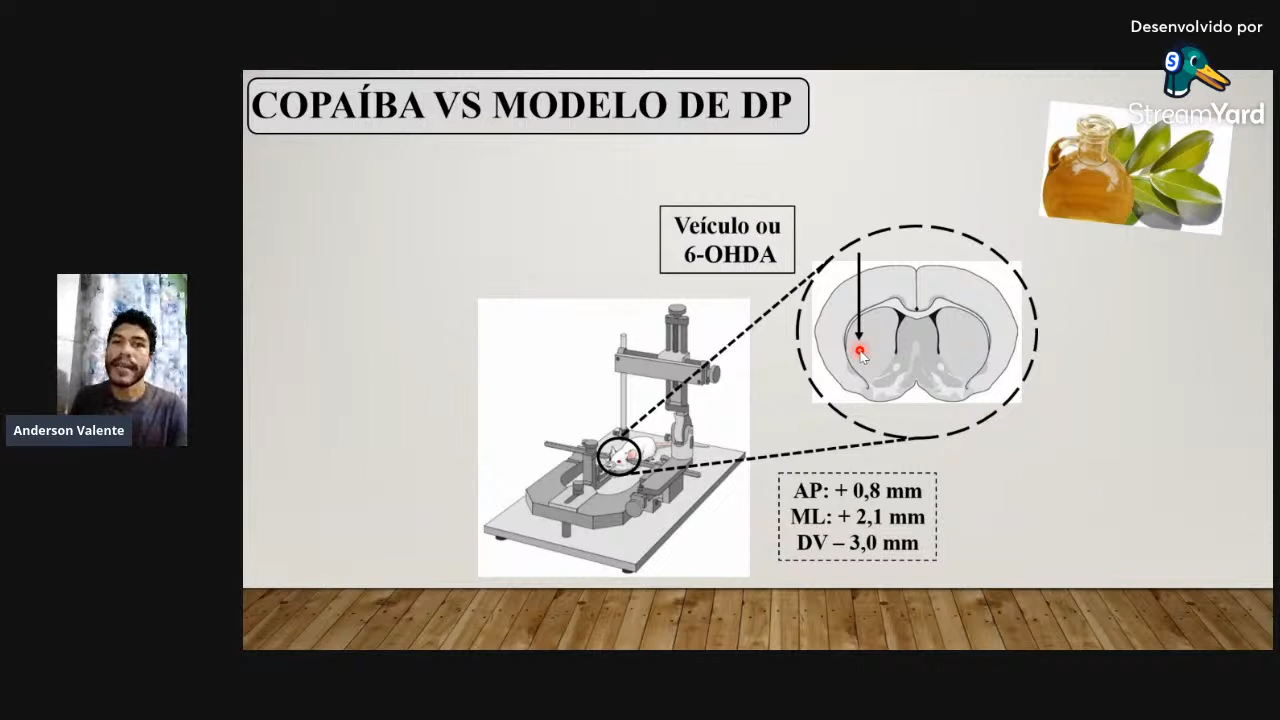 Desenvolvido por
S
StreamYard
COPAÍBA VS MODELO DE DP
Veículo ou
6-OHDA
Anderson Valente
AP: + 0,8 mm
ML: + 2,1 mm
DV – 3,0 mm